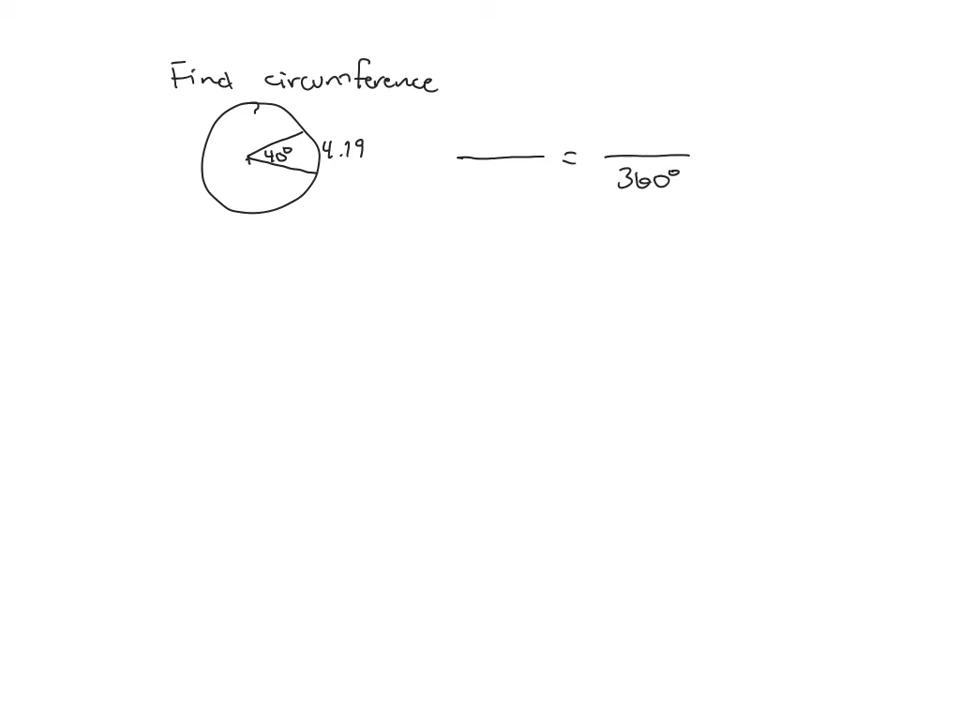 Find circumference
?
40° 4.19 =
360°